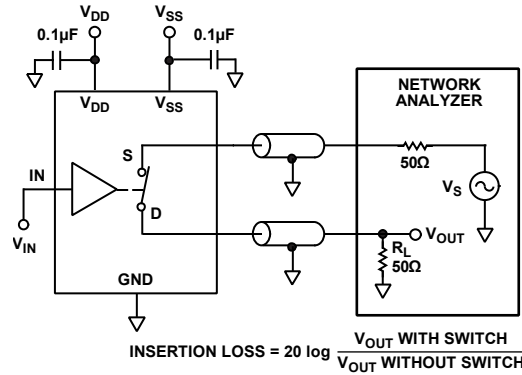 V_DD V_SS
0.1µF 0.1µF
V_DD V_SS
NETWORK
ANALYZER
S
50Ω
IN
V_S
D
V_OUT
V_IN
R_L
50Ω
GND
INSERTION LOSS = 20 log V_OUT WITH SWITCH
V_OUT WITHOUT SWITCH